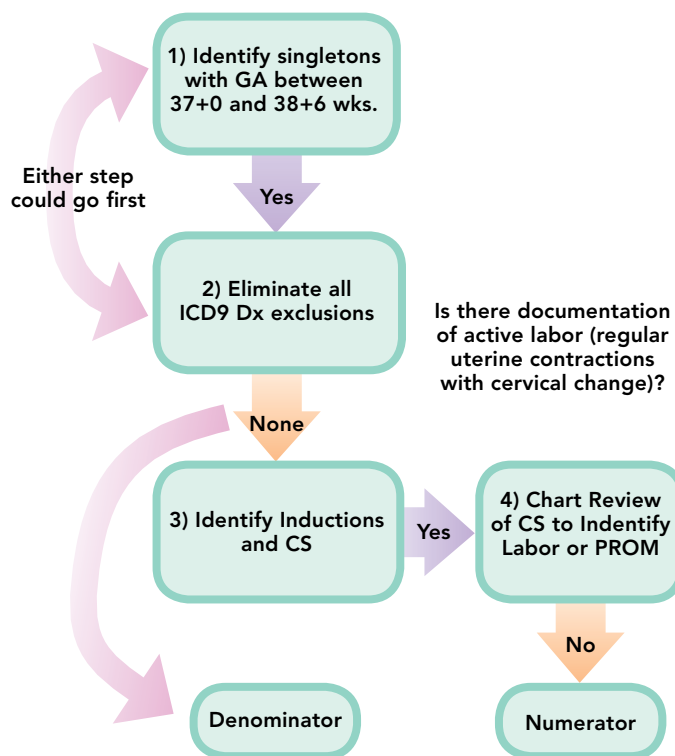 1) Identify singletons
with GA between
37+0 and 38+6 wks.
Either step
could go first
Yes
2) Eliminate all
ICD9 Dx exclusions
Is there documentation
of active labor (regular
uterine contractions
with cervical change)?
None
3) Identify Inductions
and CS
Yes
4) Chart Review
of CS to Indentify
Labor or PROM
No
Denominator
Numerator